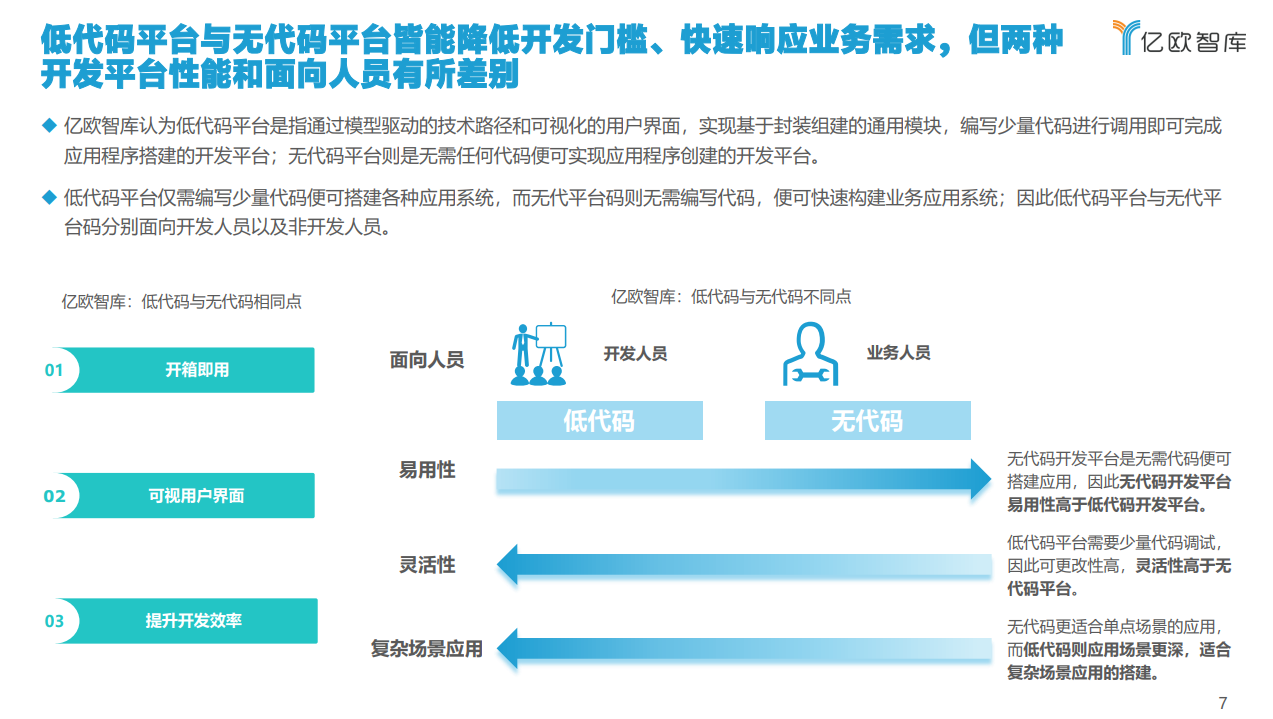 低代码平台与无代码平台皆能降低开发门槛、快速响应业务需求，但两种
开发平台性能和面向人员有所差别
亿欧智库
亿欧智库认为低代码平台是指通过模型驱动的技术路径和可视化的用户界面，实现基于封装组建的通用模块，编写少量代码进行调用即可完成
应用程序搭建的开发平台；无代码平台则是无需任何代码便可实现应用程序创建的开发平台。
低代码平台仅需编写少量代码便可搭建各种应用系统，而无代平台码则无需编写代码，便可快速构建业务应用系统；因此低代码平台与无代平
台码分别面向开发人员以及非开发人员。
亿欧智库：低代码与无代码相同点
01 开箱即用
02 可视用户界面
03 提升开发效率
亿欧智库：低代码与无代码不同点
面向人员
开发人员
业务人员
低代码
无代码
易用性
无代码开发平台是无需代码便可
搭建应用，因此无代码开发平台
易用性高于低代码开发平台。
灵活性
低代码平台需要少量代码调试，
因此可更改性高，灵活性高于无
代码平台。
复杂场景应用
无代码更适合单点场景的应用，
而低代码则应用场景更深，适合
复杂场景应用的搭建。
7